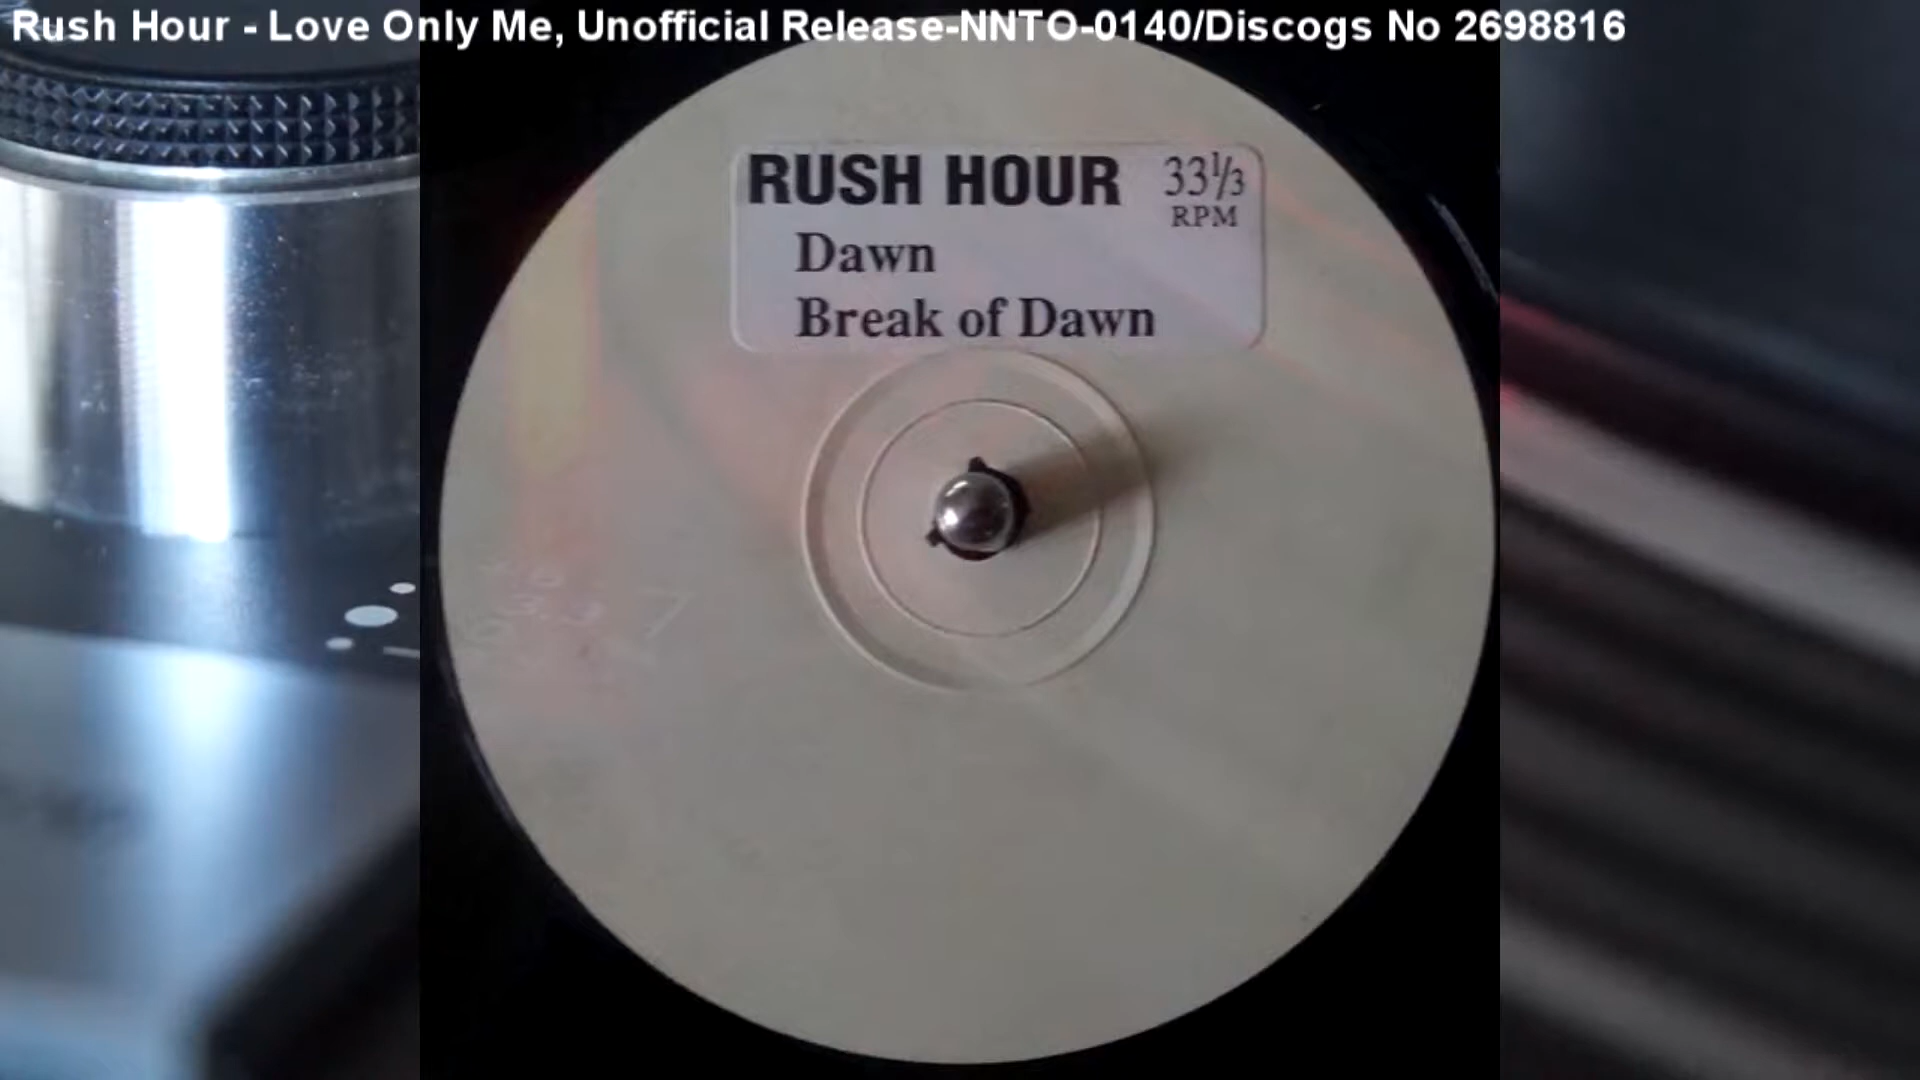 Rush Hour - Love Only Me, Unofficial Release-NNTO-0140/Discogs No 2698816
RUSH HOUR 33⅓
RPM
Dawn
Break of Dawn